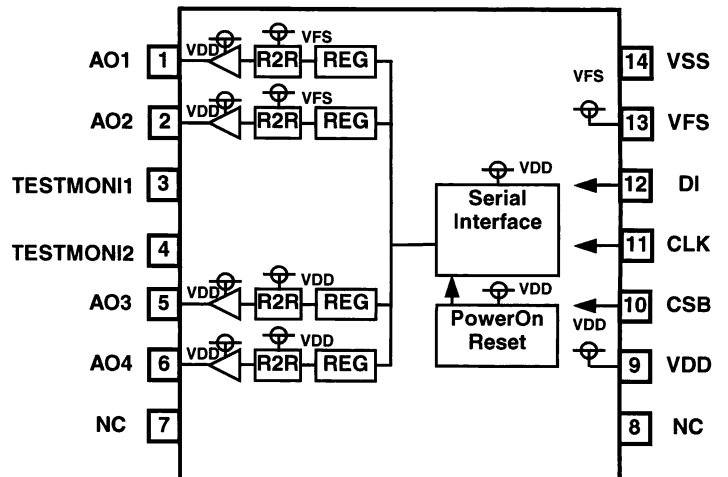 AO1 1 VDD R2R VFS REG
AO2 2 VDD R2R VFS REG
TESTMONI1 3
TESTMONI2 4
AO3 5 VDD R2R VDD REG
AO4 6 VDD R2R VDD REG
NC 7
VDD
Serial
Interface
VDD
PowerOn
Reset
14 VSS
VFS
13 VFS
12 DI
11 CLK
10 CSB
VDD
9 VDD
8 NC